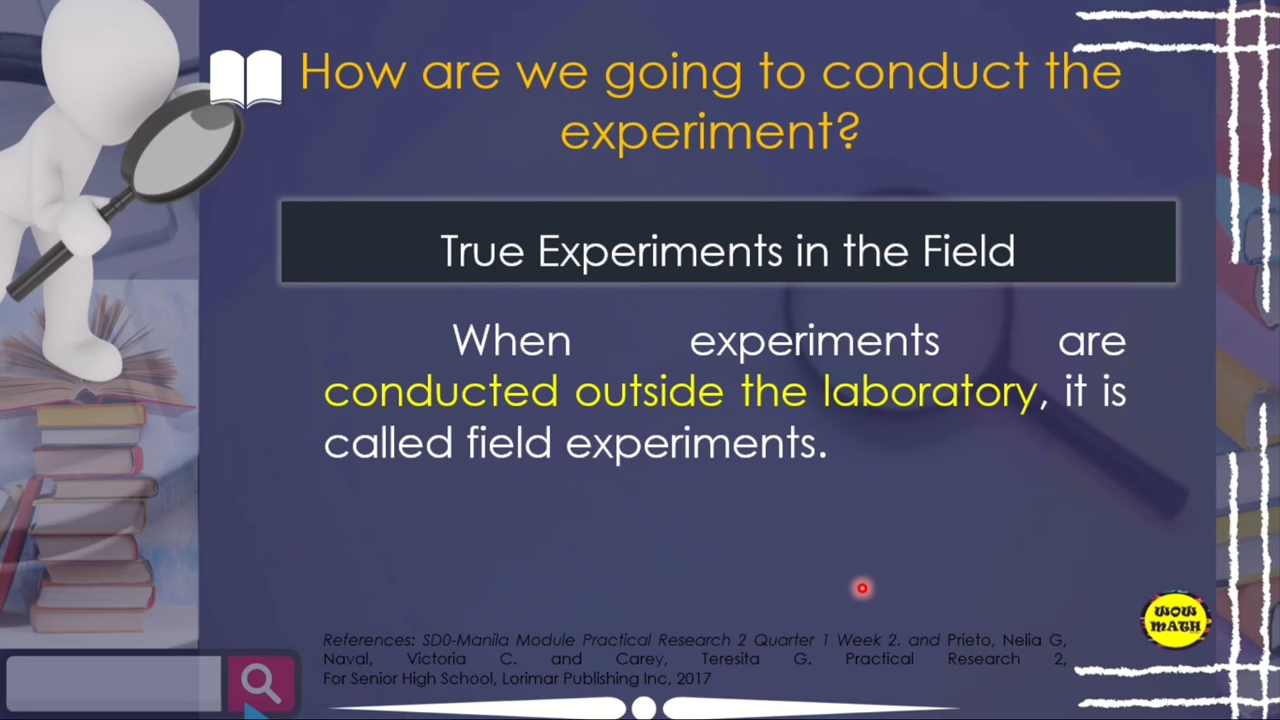 How are we going to conduct the
experiment?
True Experiments in the Field
When experiments are
conducted outside the laboratory, it is
called field experiments.
References: SD0-Manila Module Practical Research 2 Quarter 1 Week 2. and Prieto, Nelia G,
Naval, Victoria C. and Carey, Teresita G. Practical Research 2,
For Senior High School, Lorimar Publishing Inc, 2017
WOW
MATH